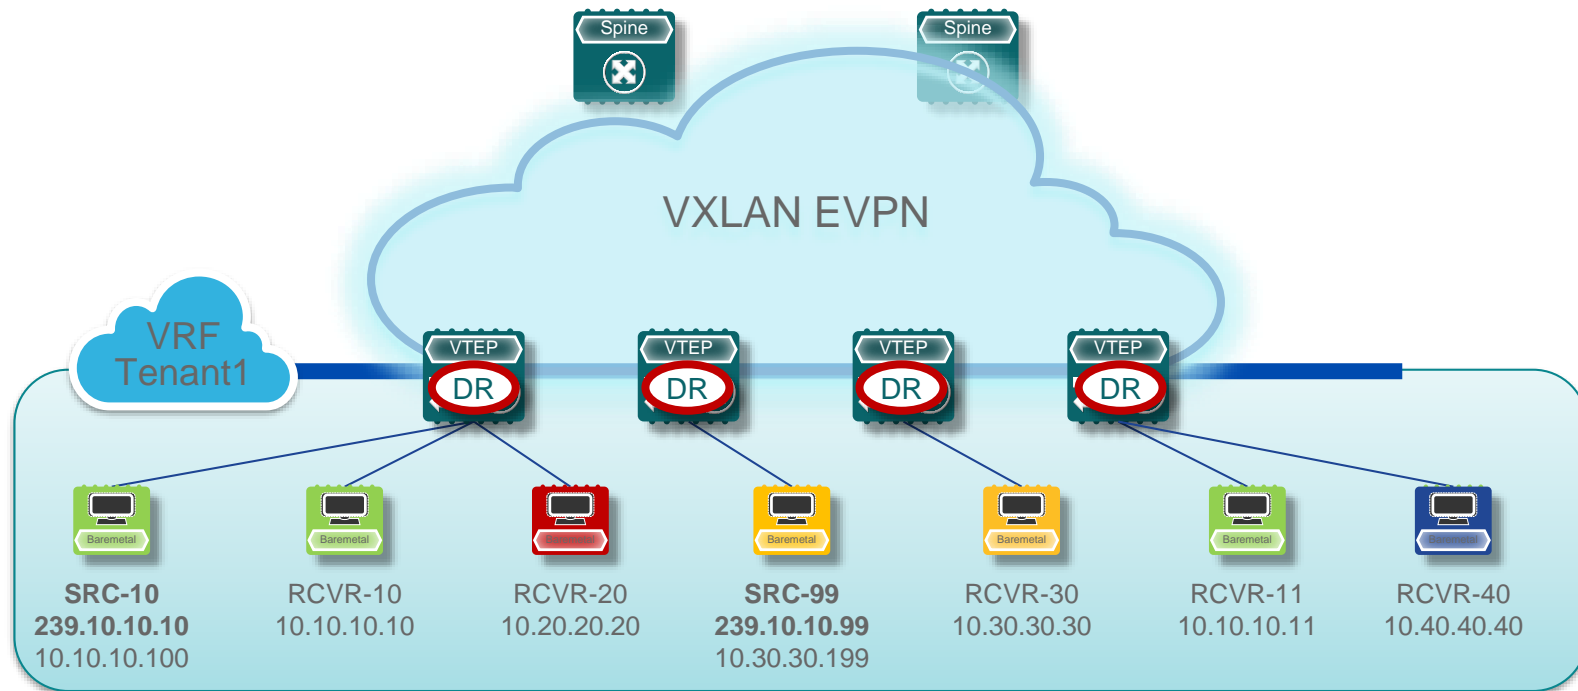 Spine
Spine
VXLAN EVPN
VRF
Tenant1
VTEP
VTEP
VTEP
VTEP
DR
DR
DR
DR
Baremetal
Baremetal
Baremetal
Baremetal
Baremetal
Baremetal
Baremetal
SRC-10
239.10.10.10
10.10.10.100
RCVR-10
10.10.10.10
RCVR-20
10.20.20.20
SRC-99
239.10.10.99
10.30.30.199
RCVR-30
10.30.30.30
RCVR-11
10.10.10.11
RCVR-40
10.40.40.40